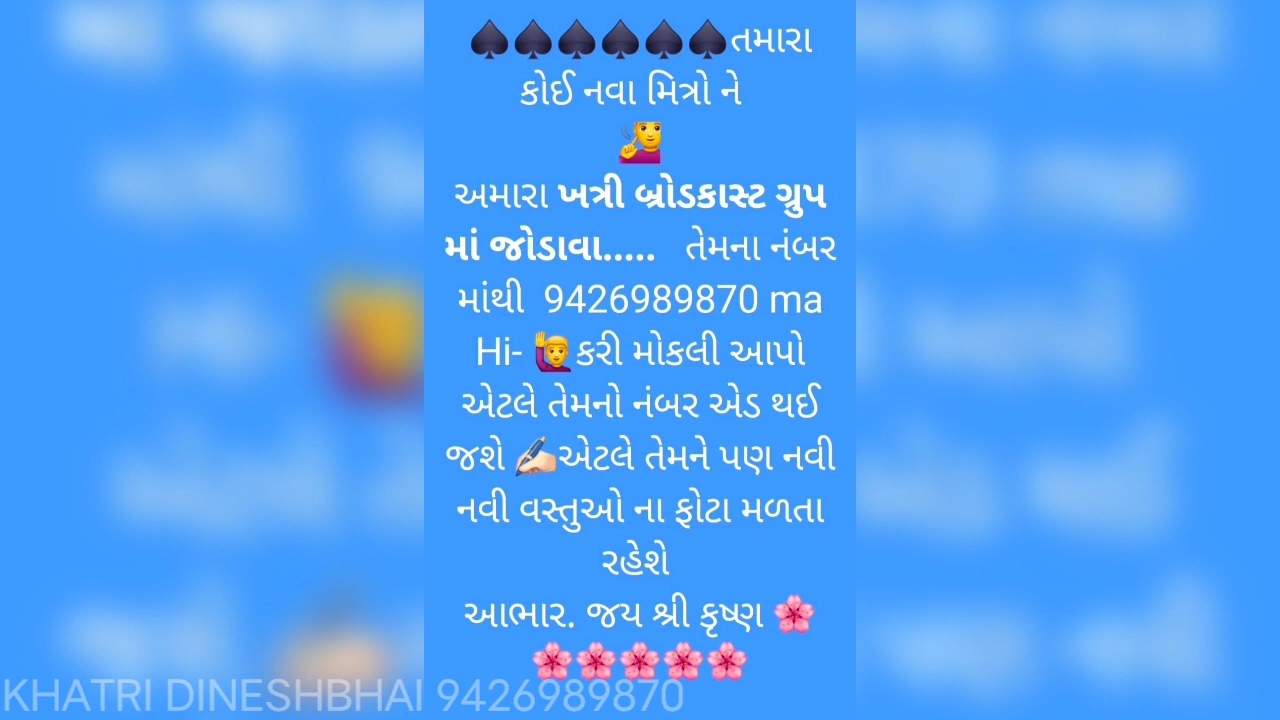 ♠️♠️♠️♠️♠️♠️તમારા
કોઈ નવા મિત્રો ને
🧏
અમારા ખત્રી બ્રોડકાસ્ટ ગ્રુપ
માં જોડાવા..... તેમના નંબર
માંથી 9426989870 ma
Hi- 🙋કરી મોકલી આપો
એટલે તેમનો નંબર એડ થઈ
જશે ✍🏻એટલે તેમને પણ નવી
નવી વસ્તુઓ ના ફોટા મળતા
રહેશે
આભાર. જય શ્રી કૃષ્ણ 🌸
🌸🌸🌸🌸🌸
KHATRI DINESHBHAI 9426989870